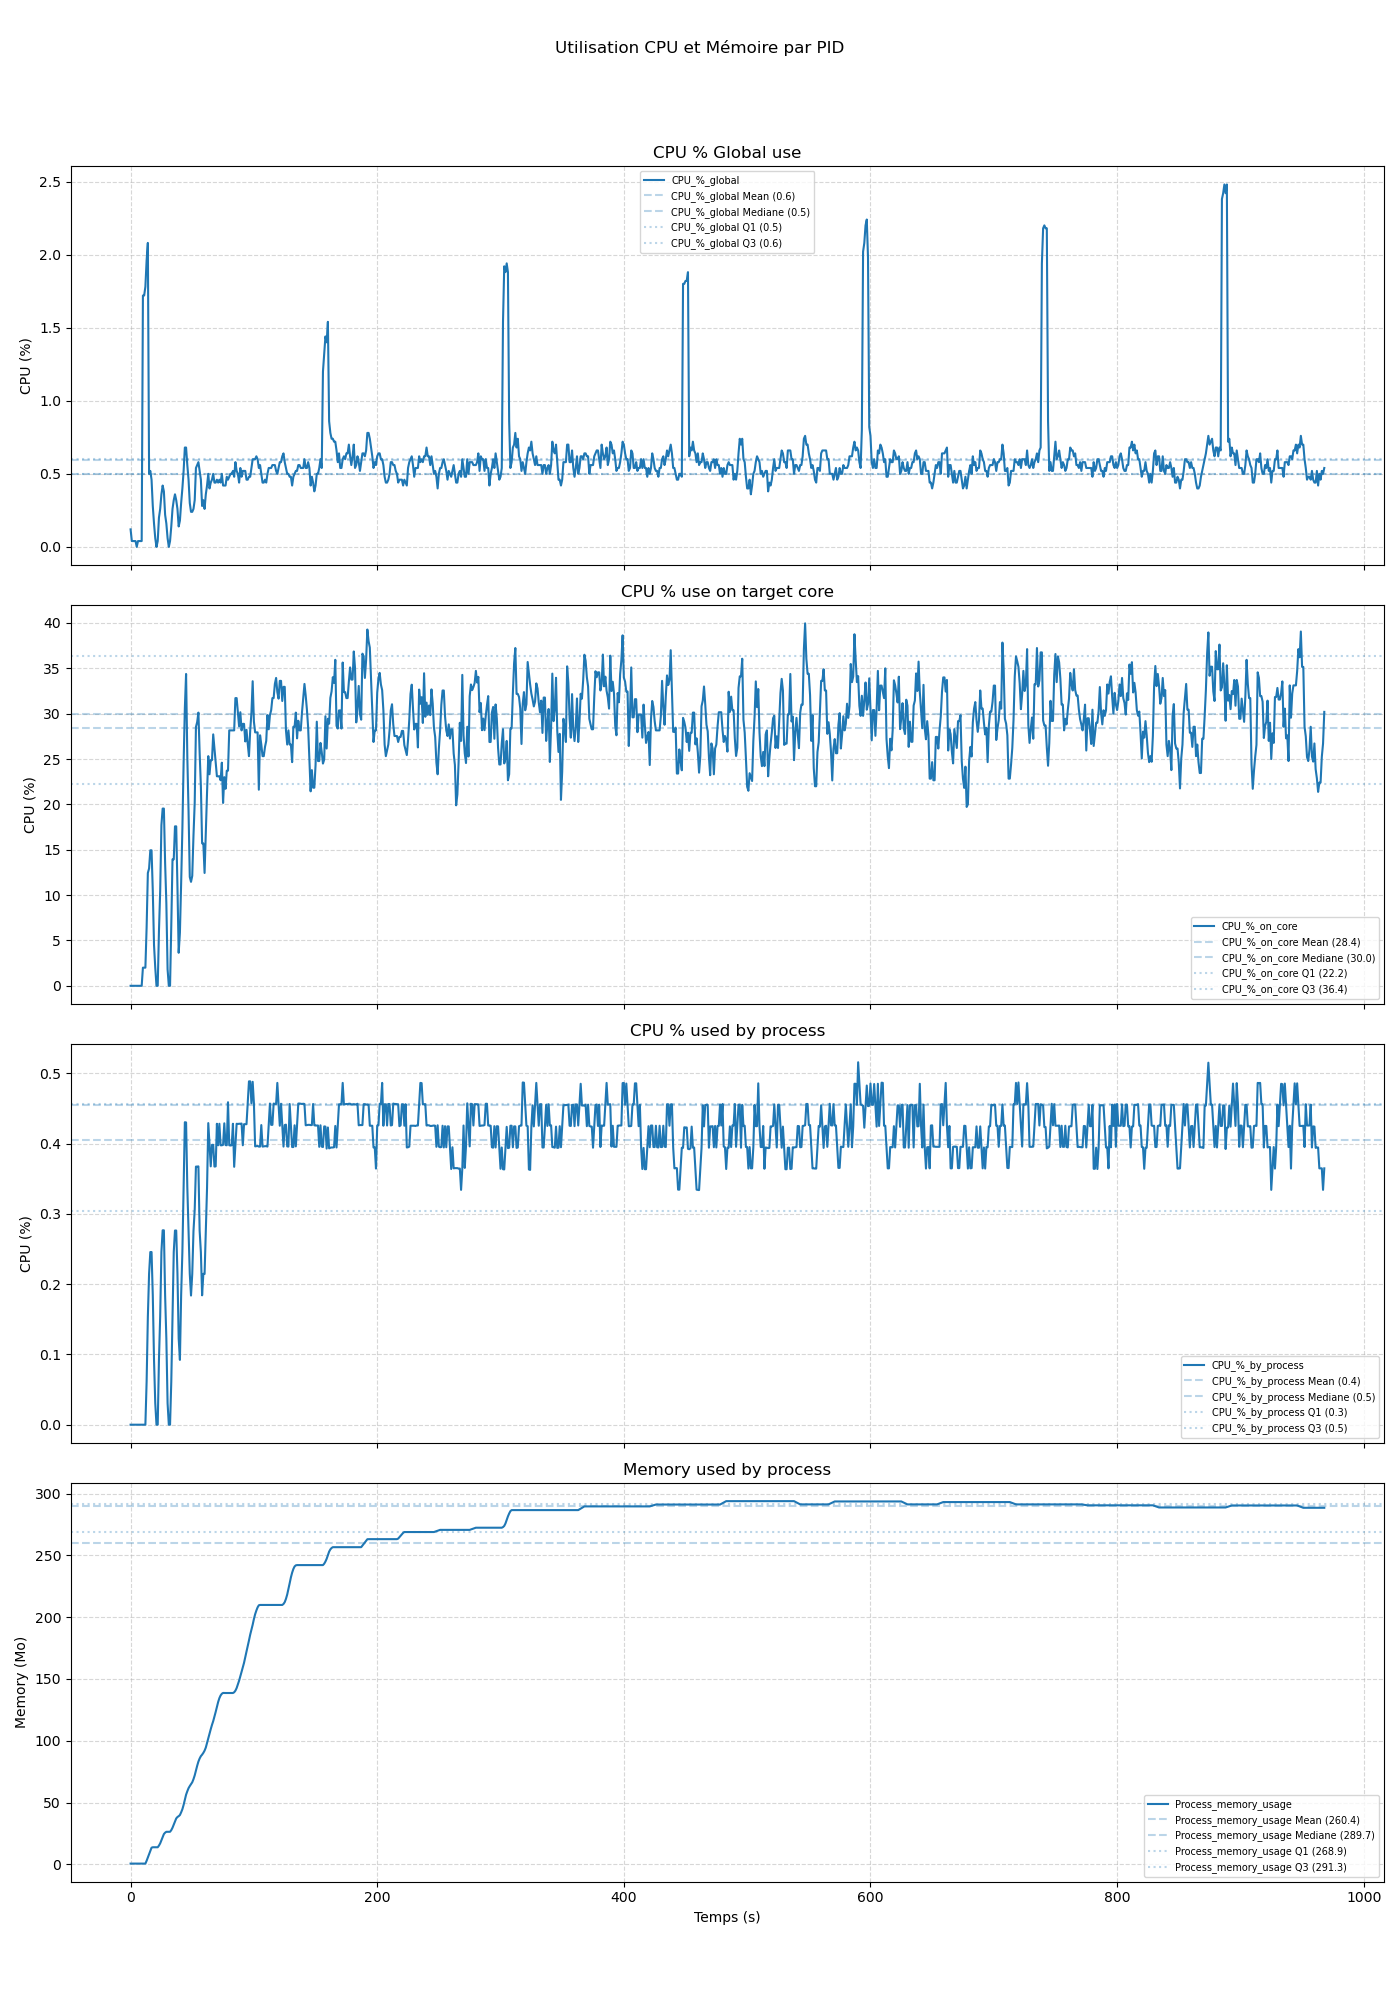 Utilisation CPU et Mémoire par PID
CPU % Global use
2.5
2.0
1.5
1.0
0.5
0.0
CPU (%)
CPU_%_global
CPU_%_global Mean (0.6)
CPU_%_global Mediane (0.5)
CPU_%_global Q1 (0.5)
CPU_%_global Q3 (0.6)
CPU % use on target core
40
35
30
25
20
15
10
5
0
CPU (%)
CPU_%_on_core
CPU_%_on_core Mean (28.4)
CPU_%_on_core Mediane (30.0)
CPU_%_on_core Q1 (22.2)
CPU_%_on_core Q3 (36.4)
CPU % used by process
0.5
0.4
0.3
0.2
0.1
0.0
CPU (%)
CPU_%_by_process
CPU_%_by_process Mean (0.4)
CPU_%_by_process Mediane (0.5)
CPU_%_by_process Q1 (0.3)
CPU_%_by_process Q3 (0.5)
Memory used by process
300
250
200
150
100
50
0
Memory (Mo)
Process_memory_usage
Process_memory_usage Mean (260.4)
Process_memory_usage Mediane (289.7)
Process_memory_usage Q1 (268.9)
Process_memory_usage Q3 (291.3)
0 200 400 600 800 1000
Temps (s)